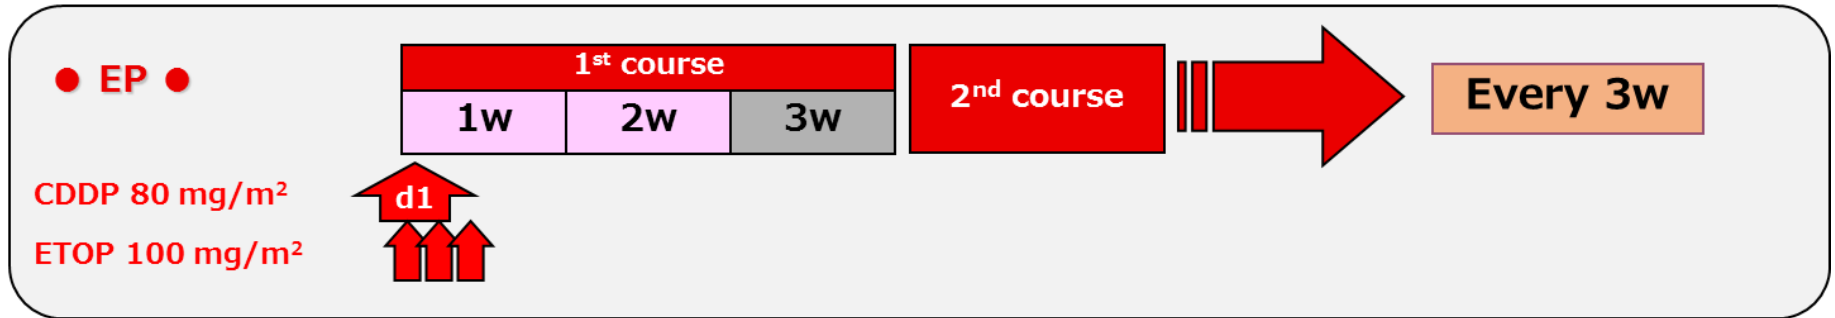 ● EP ●
1st course
1w 2w 3w
2nd course
Every 3w
CDDP 80 mg/m²
d1
ETOP 100 mg/m²